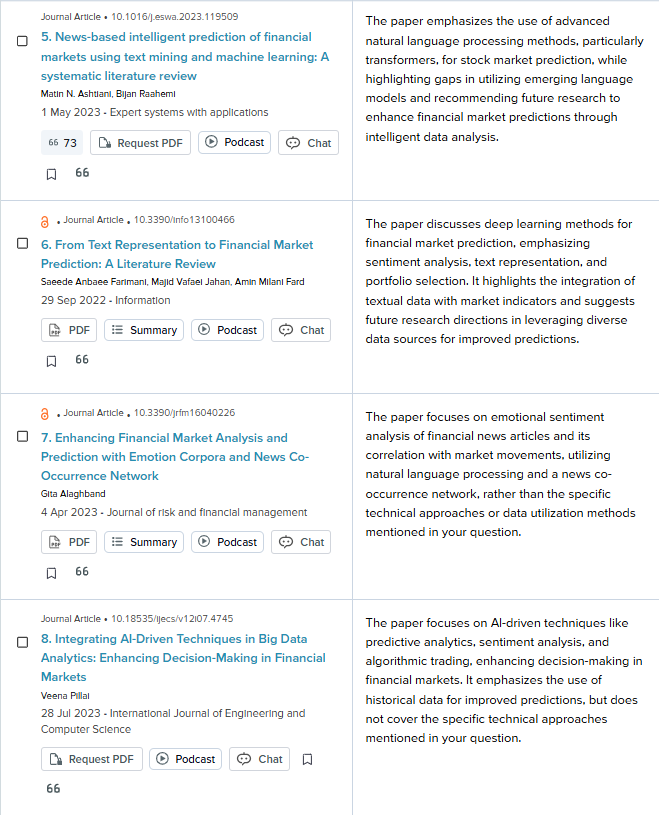 Journal Article • 10.1016/j.eswa.2023.119509
5. News-based intelligent prediction of financial
markets using text mining and machine learning: A
systematic literature review
Matin N. Ashtiani, Bijan Raahemi
1 May 2023 - Expert systems with applications
73
Request PDF
Podcast
Chat
The paper emphasizes the use of advanced
natural language processing methods, particularly
transformers, for stock market prediction, while
highlighting gaps in utilizing emerging language
models and recommending future research to
enhance financial market predictions through
intelligent data analysis.
• Journal Article • 10.3390/info13100466
6. From Text Representation to Financial Market
Prediction: A Literature Review
Saeede Anbaee Farimani, Majid Vafaei Jahan, Amin Milani Fard
29 Sep 2022 - Information
PDF
Summary
Podcast
Chat
The paper discusses deep learning methods for
financial market prediction, emphasizing
sentiment analysis, text representation, and
portfolio selection. It highlights the integration of
textual data with market indicators and suggests
future research directions in leveraging diverse
data sources for improved predictions.
• Journal Article • 10.3390/jrfm16040226
7. Enhancing Financial Market Analysis and
Prediction with Emotion Corpora and News Co-
Occurrence Network
Gita Alaghband
4 Apr 2023 - Journal of risk and financial management
PDF
Summary
Podcast
Chat
The paper focuses on emotional sentiment
analysis of financial news articles and its
correlation with market movements, utilizing
natural language processing and a news co-
occurrence network, rather than the specific
technical approaches or data utilization methods
mentioned in your question.
Journal Article • 10.18535/ijecs/v12i07.4745
8. Integrating AI-Driven Techniques in Big Data
Analytics: Enhancing Decision-Making in Financial
Markets
Veena Pillai
28 Jul 2023 - International Journal of Engineering and
Computer Science
Request PDF
Podcast
Chat
The paper focuses on AI-driven techniques like
predictive analytics, sentiment analysis, and
algorithmic trading, enhancing decision-making in
financial markets. It emphasizes the use of
historical data for improved predictions, but does
not cover the specific technical approaches
mentioned in your question.